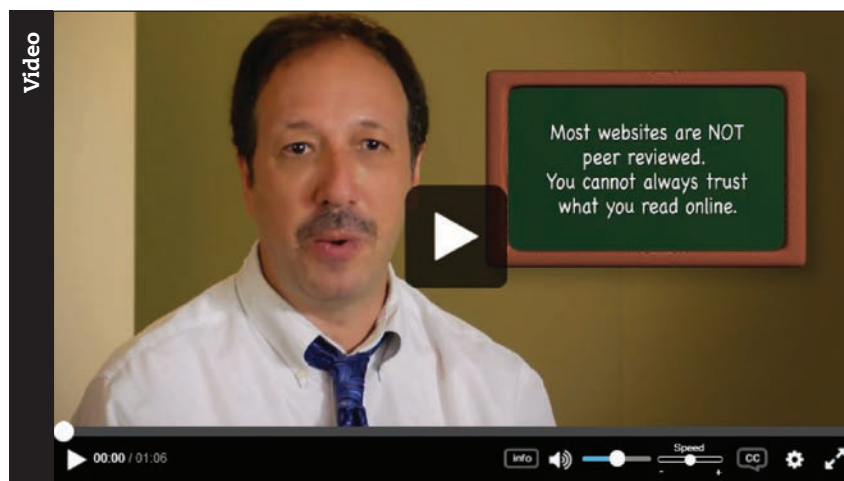 Video
Most websites are NOT
peer reviewed.
You cannot always trust
what you read online.
00:00 / 01:06
info
Speed
- +
CC